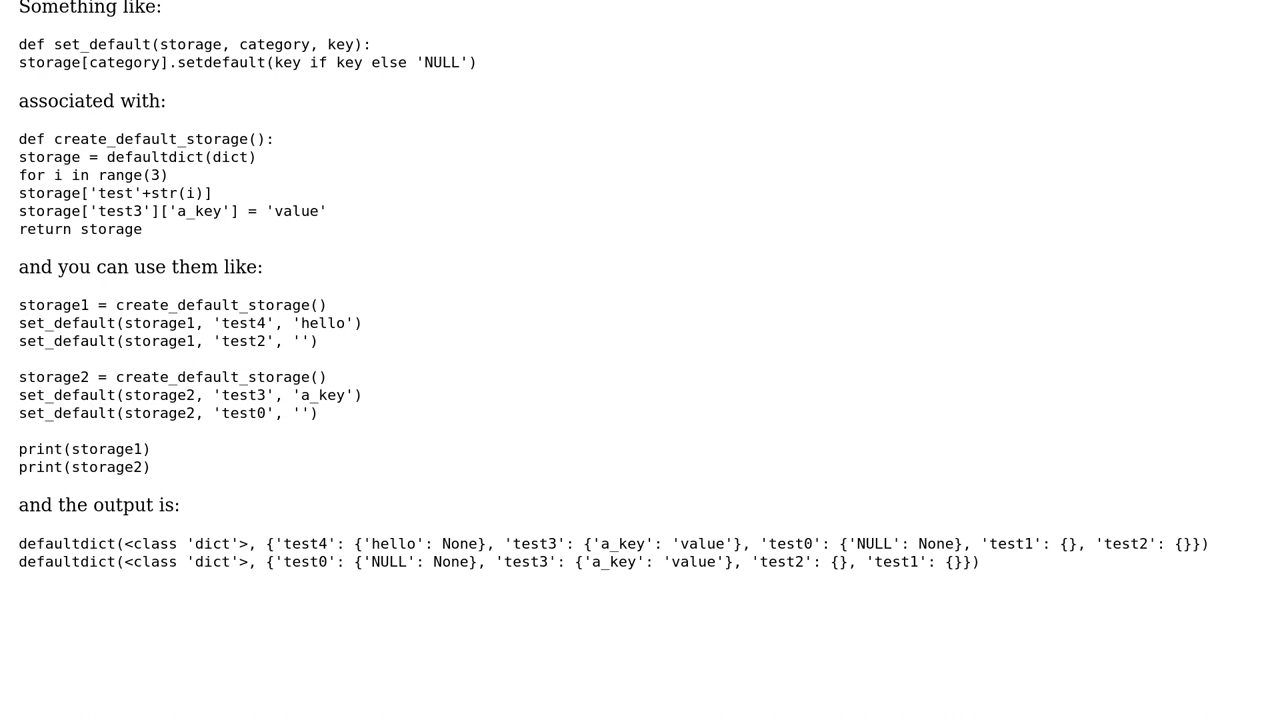 Something like:
def set_default(storage, category, key):
storage[category].setdefault(key if key else 'NULL')
associated with:
def create_default_storage():
storage = defaultdict(dict)
for i in range(3)
storage['test'+str(i)]
storage['test3']['a_key'] = 'value'
return storage
and you can use them like:
storage1 = create_default_storage()
set_default(storage1, 'test4', 'hello')
set_default(storage1, 'test2', '')
storage2 = create_default_storage()
set_default(storage2, 'test3', 'a_key')
set_default(storage2, 'test0', '')
print(storage1)
print(storage2)
and the output is:
defaultdict(<class 'dict'>, {'test4': {'hello': None}, 'test3': {'a_key': 'value'}, 'test0': {'NULL': None}, 'test1': {}, 'test2': {}})
defaultdict(<class 'dict'>, {'test0': {'NULL': None}, 'test3': {'a_key': 'value'}, 'test2': {}, 'test1': {}})